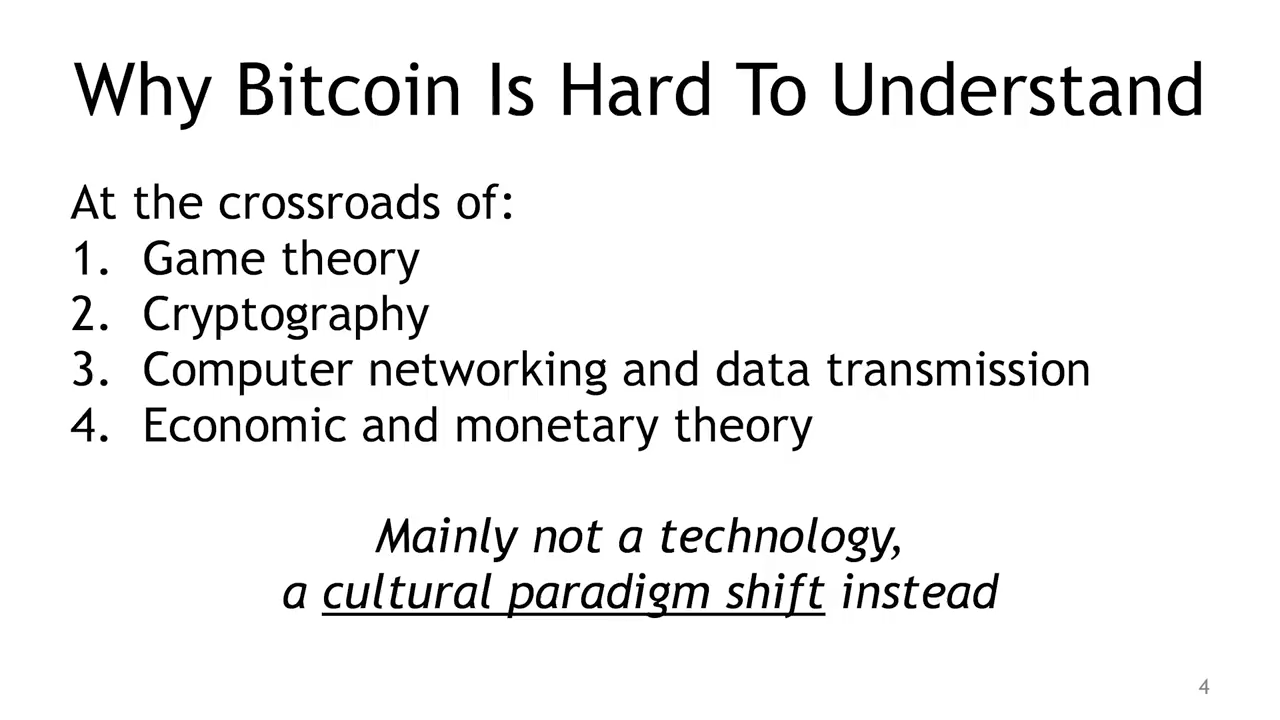 Why Bitcoin Is Hard To Understand
At the crossroads of:
1. Game theory
2. Cryptography
3. Computer networking and data transmission
4. Economic and monetary theory
Mainly not a technology,
a cultural paradigm shift instead
4